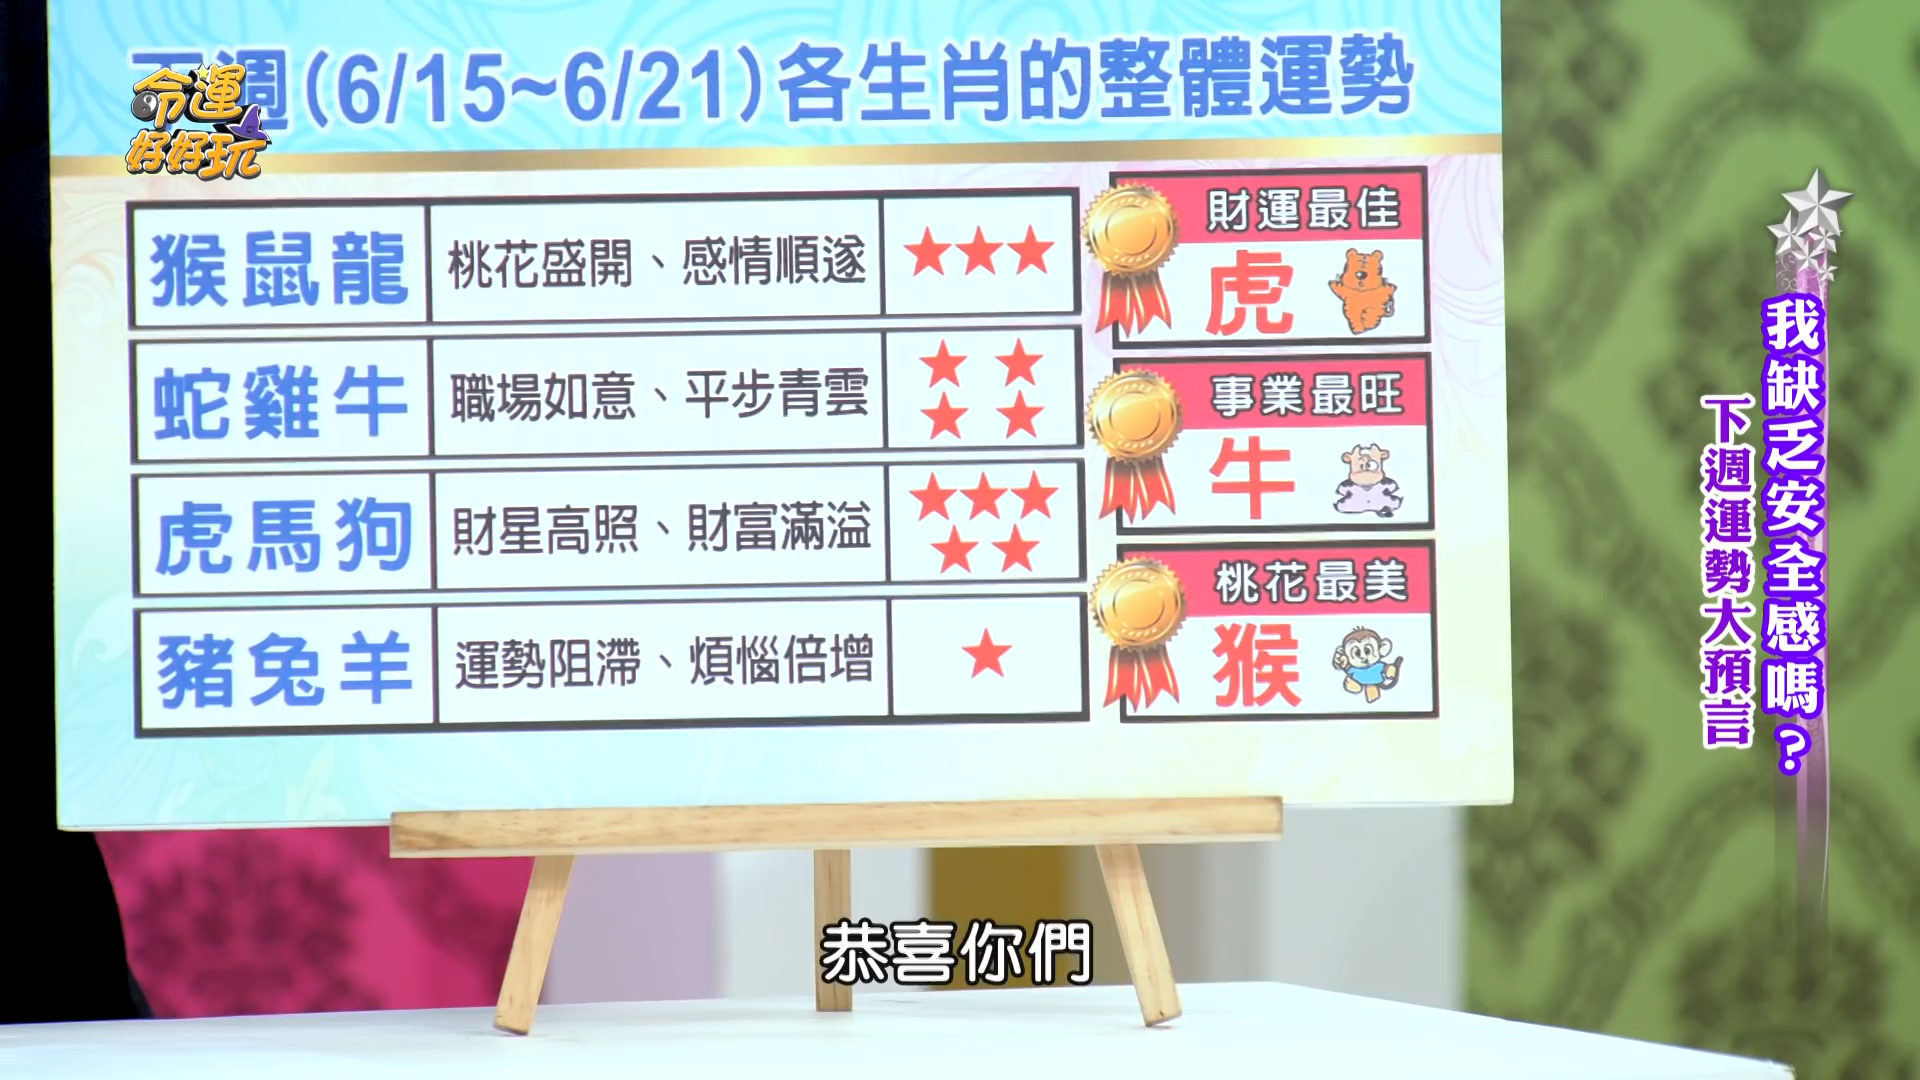 命運
好好玩
週(6/15~6/21)各生肖的整體運勢
猴鼠龍 桃花盛開、感情順遂 ★★★
蛇雞牛 職場如意、平步青雲 ★★★★
虎馬狗 財星高照、財富滿溢 ★★★★★
豬兔羊 運勢阻滯、煩惱倍增 ★
財運最佳
虎
事業最旺
牛
桃花最美
猴
我缺乏安全感嗎?
下週運勢大預言
恭喜你們